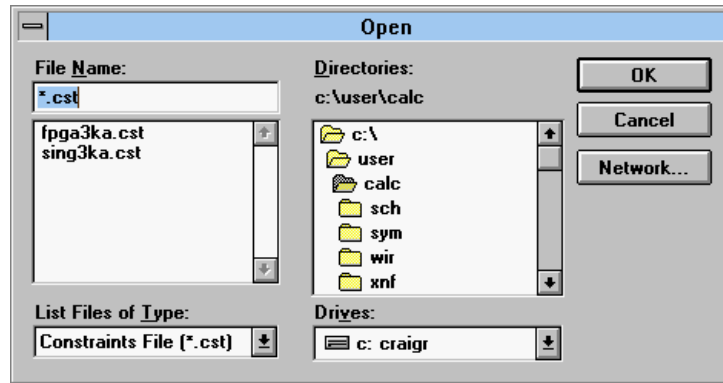 Open
File Name:
*.cst
fpga3ka.cst
sing3ka.cst
List Files of Type:
Constraints File (*.cst)
Directories:
c:\user\calc
c:\
user
calc
sch
sym
wir
xnf
Drives:
c: craigr
OK
Cancel
Network...